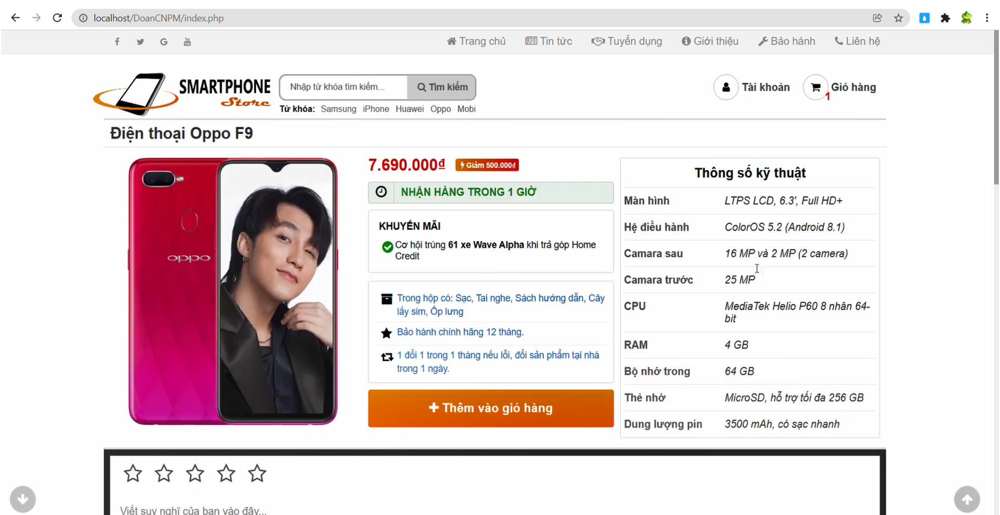 localhost/DoanCNPM/index.php
Trang chủ Tin tức Tuyển dụng Giới thiệu Bảo hành Liên hệ
SMARTPHONE
Store
Nhập từ khóa tìm kiếm... Tìm kiếm
Từ khóa: Samsung iPhone Huawei Oppo Mobi
Tài khoản 1 Giỏ hàng
Điện thoại Oppo F9
oppo
7.690.000₫ Giảm 500.000₫
NHẬN HÀNG TRONG 1 GIỜ
KHUYẾN MÃI
Cơ hội trúng 61 xe Wave Alpha khi trả góp Home
Credit
Trong hộp có: Sạc, Tai nghe, Sách hướng dẫn, Cây
lấy sim, Ốp lưng
Bảo hành chính hãng 12 tháng.
1 đổi 1 trong 1 tháng nếu lỗi, đổi sản phẩm tại nhà
trong 1 ngày.
Thêm vào giỏ hàng
Thông số kỹ thuật
Màn hình LTPS LCD, 6.3', Full HD+
Hệ điều hành ColorOS 5.2 (Android 8.1)
Camara sau 16 MP và 2 MP (2 camera)
Camara trước 25 MP
CPU MediaTek Helio P60 8 nhân 64-
bit
RAM 4 GB
Bộ nhớ trong 64 GB
Thẻ nhớ MicroSD, hỗ trợ tối đa 256 GB
Dung lượng pin 3500 mAh, có sạc nhanh
Viết suy nghĩ của bạn vào đây...